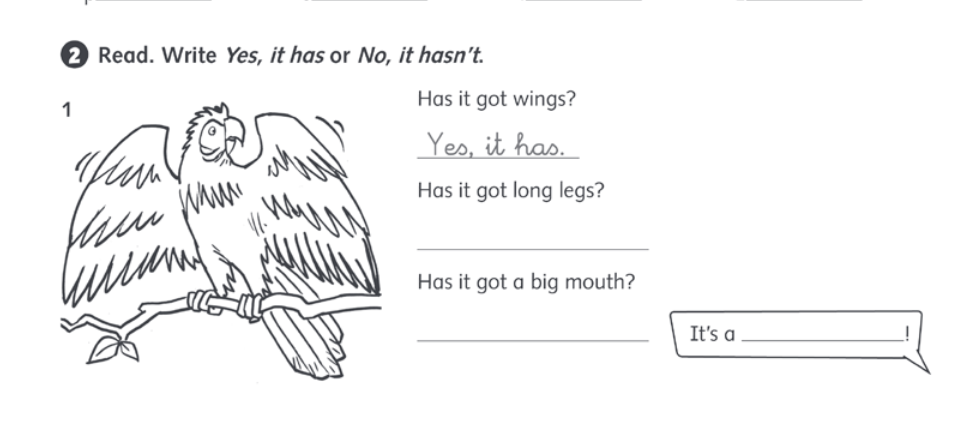 2 Read. Write Yes, it has or No, it hasn't.
1
Has it got wings?
Yes, it has.
Has it got long legs?
Has it got a big mouth?
It's a ____________!